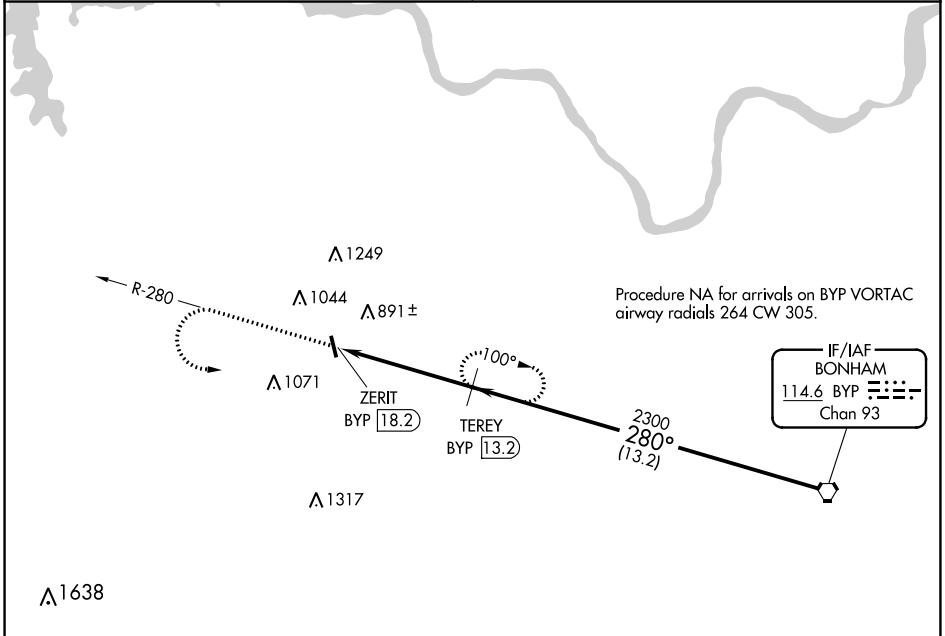 1249
R-280
1044
891±
Procedure NA for arrivals on BYP VORTAC
airway radials 264 CW 305.
IF/IAF
BONHAM
114.6 BYP
Chan 93
100°
1071
ZERIT
BYP 18.2
TEREY
BYP 13.2
2300
280°
(13.2)
1317
1638